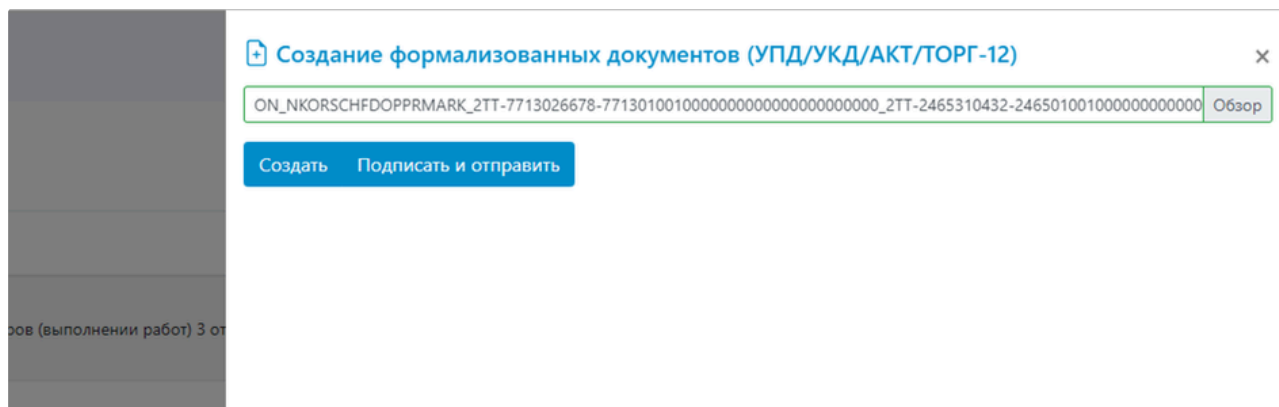 Создание формализованных документов (УПД/УКД/АКТ/ТОРГ-12)
ON_NKORSCHFDOPPRMARK_2TT-7713026678-771301001000000000000000000000_2TT-2465310432-246501001000000000000 Обзор
Создать Подписать и отправить
ров (выполнении работ) 3 от